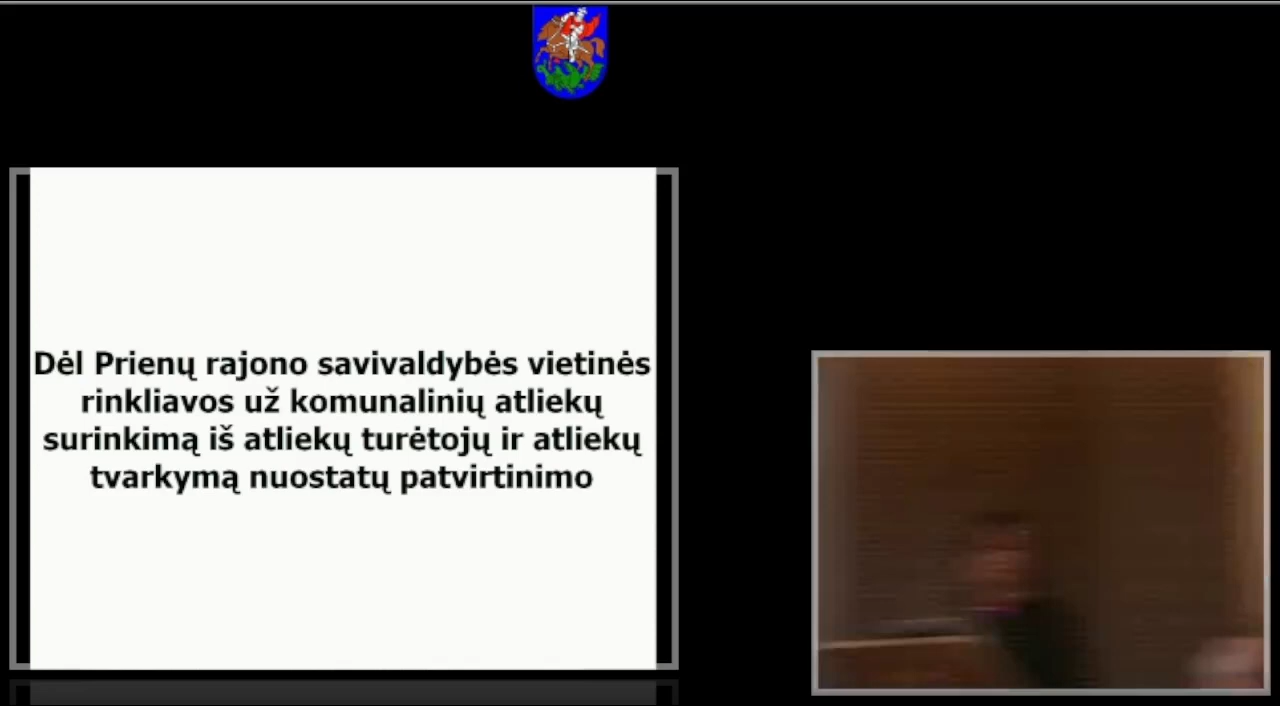 Dėl Prienų rajono savivaldybės vietinės
rinkliavos už komunalinių atliekų
surinkimą iš atliekų turėtojų ir atliekų
tvarkymą nuostatų patvirtinimo